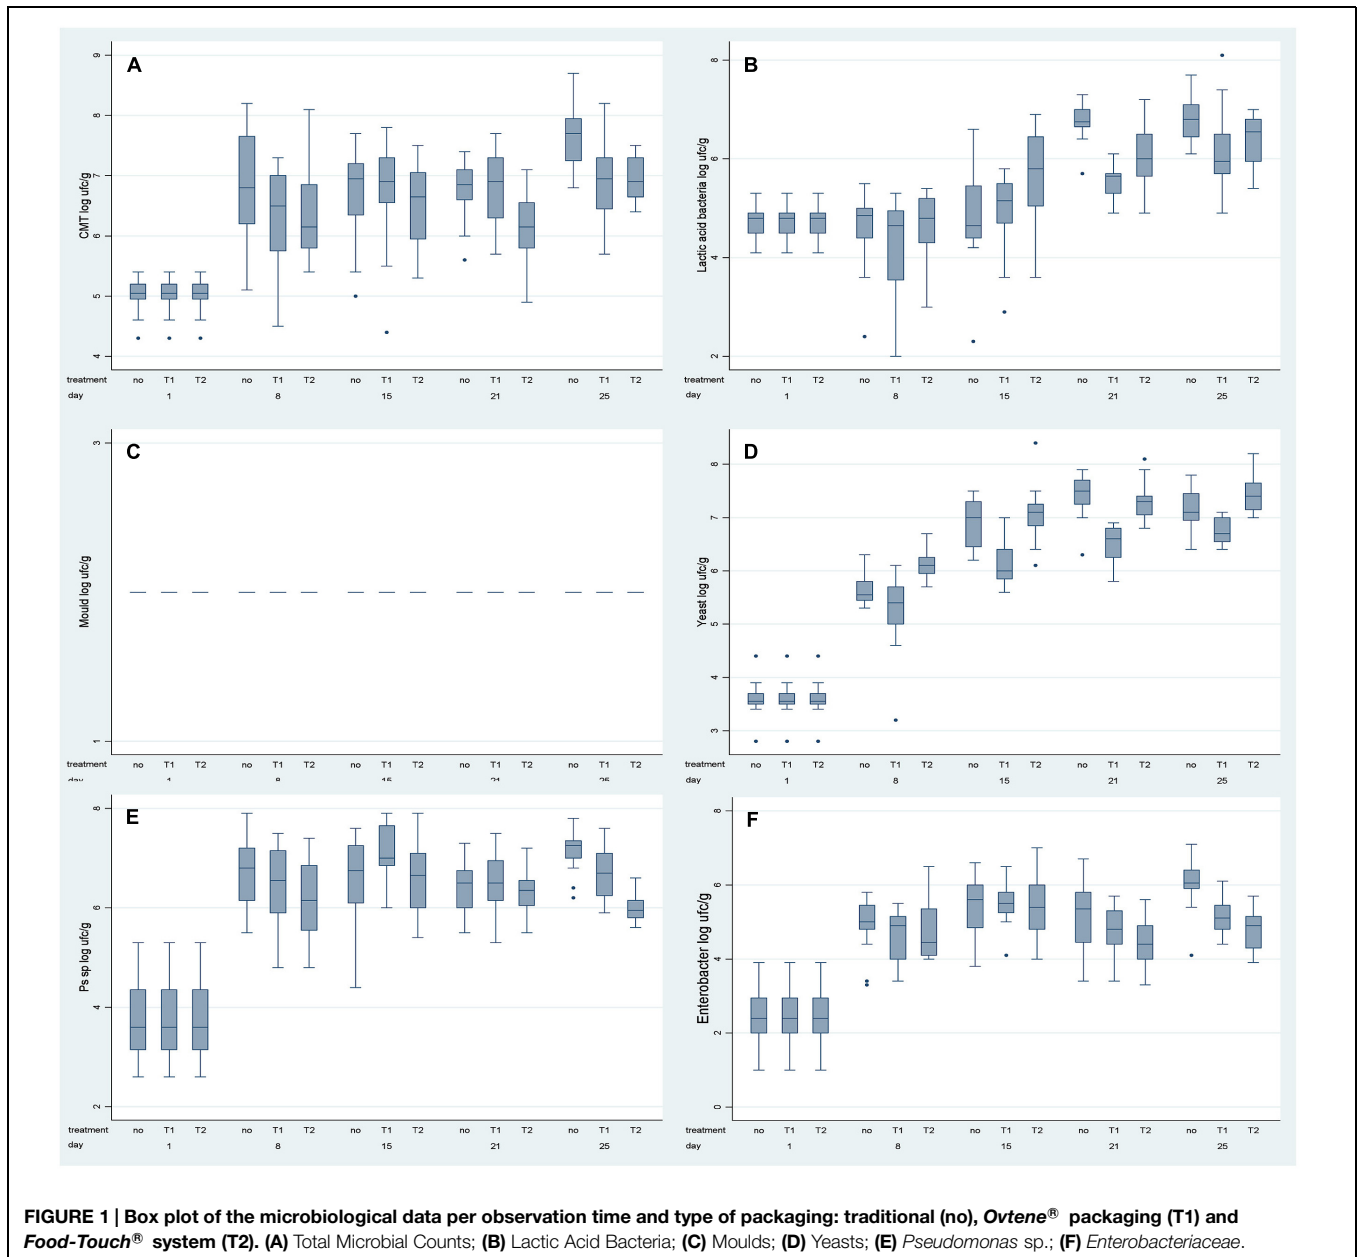 A
CMT log ufc/g
9
8
7
6
5
4
treatment no T1 T2 no T1 T2 no T1 T2 no T1 T2 no T1 T2
day 1 8 15 21 25
B
Lactic acid bacteria log ufc/g
8
6
4
2
no T1 T2 no T1 T2 no T1 T2 no T1 T2 no T1 T2
treatment
day 1 8 15 21 25
C
Mould log ufc/g
3
1
treatment no T1 T2 no T1 T2 no T1 T2 no T1 T2 no T1 T2
day 1 8 15 21 25
D
Yeast log ufc/g
8
7
6
5
4
3
treatment no T1 T2 no T1 T2 no T1 T2 no T1 T2 no T1 T2
day 1 8 15 21 25
E
Ps sp log ufc/g
8
6
4
2
treatment no T1 T2 no T1 T2 no T1 T2 no T1 T2 no T1 T2
day 1 8 15 21 25
F
Enterobacter log ufc/g
8
6
4
2
0
treatment no T1 T2 no T1 T2 no T1 T2 no T1 T2 no T1 T2
day 1 8 15 21 25
FIGURE 1 | Box plot of the microbiological data per observation time and type of packaging: traditional (no), Ovtene® packaging (T1) and
Food-Touch® system (T2). (A) Total Microbial Counts; (B) Lactic Acid Bacteria; (C) Moulds; (D) Yeasts; (E) Pseudomonas sp.; (F) Enterobacteriaceae.